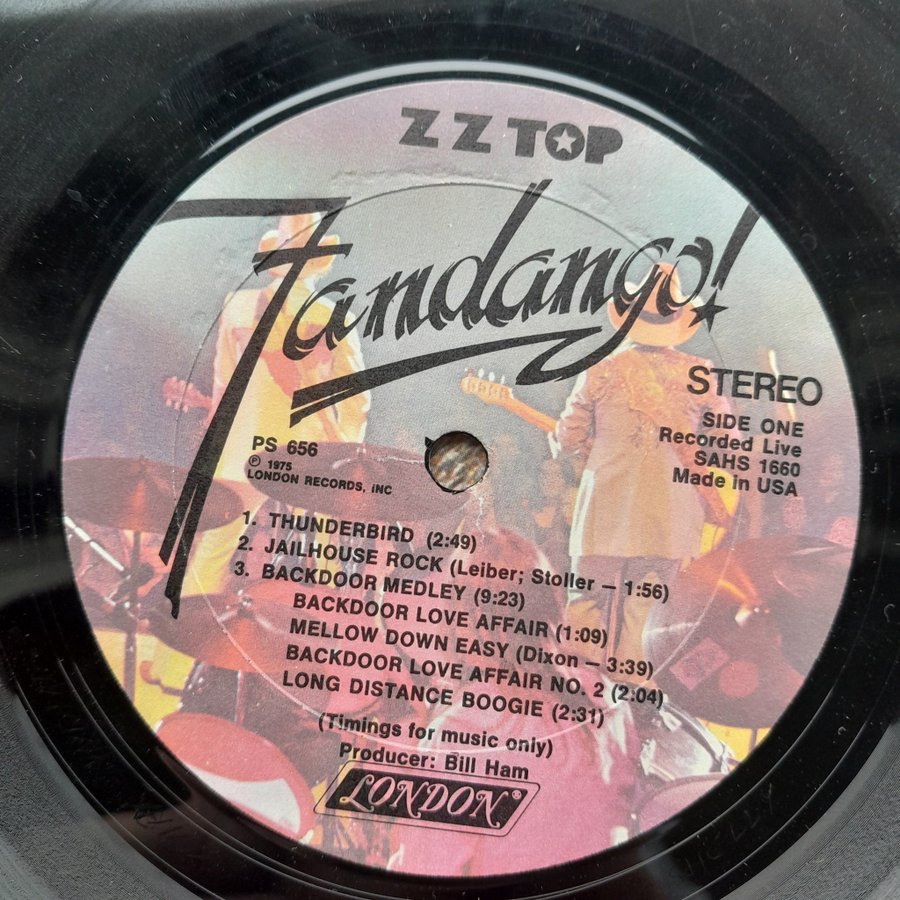 ZZ TOP
Fandango!
STEREO
SIDE ONE
Recorded Live
SAHS 1660
Made in USA
PS 656
℗ 1975
LONDON RECORDS, INC
1. THUNDERBIRD (2:49)
2. JAILHOUSE ROCK (Leiber; Stoller – 1:56)
3. BACKDOOR MEDLEY (9:23)
BACKDOOR LOVE AFFAIR (1:09)
MELLOW DOWN EASY (Dixon – 3:39)
BACKDOOR LOVE AFFAIR NO. 2 (2:04)
LONG DISTANCE BOOGIE (2:31)
(Timings for music only)
Producer: Bill Ham
LONDON®